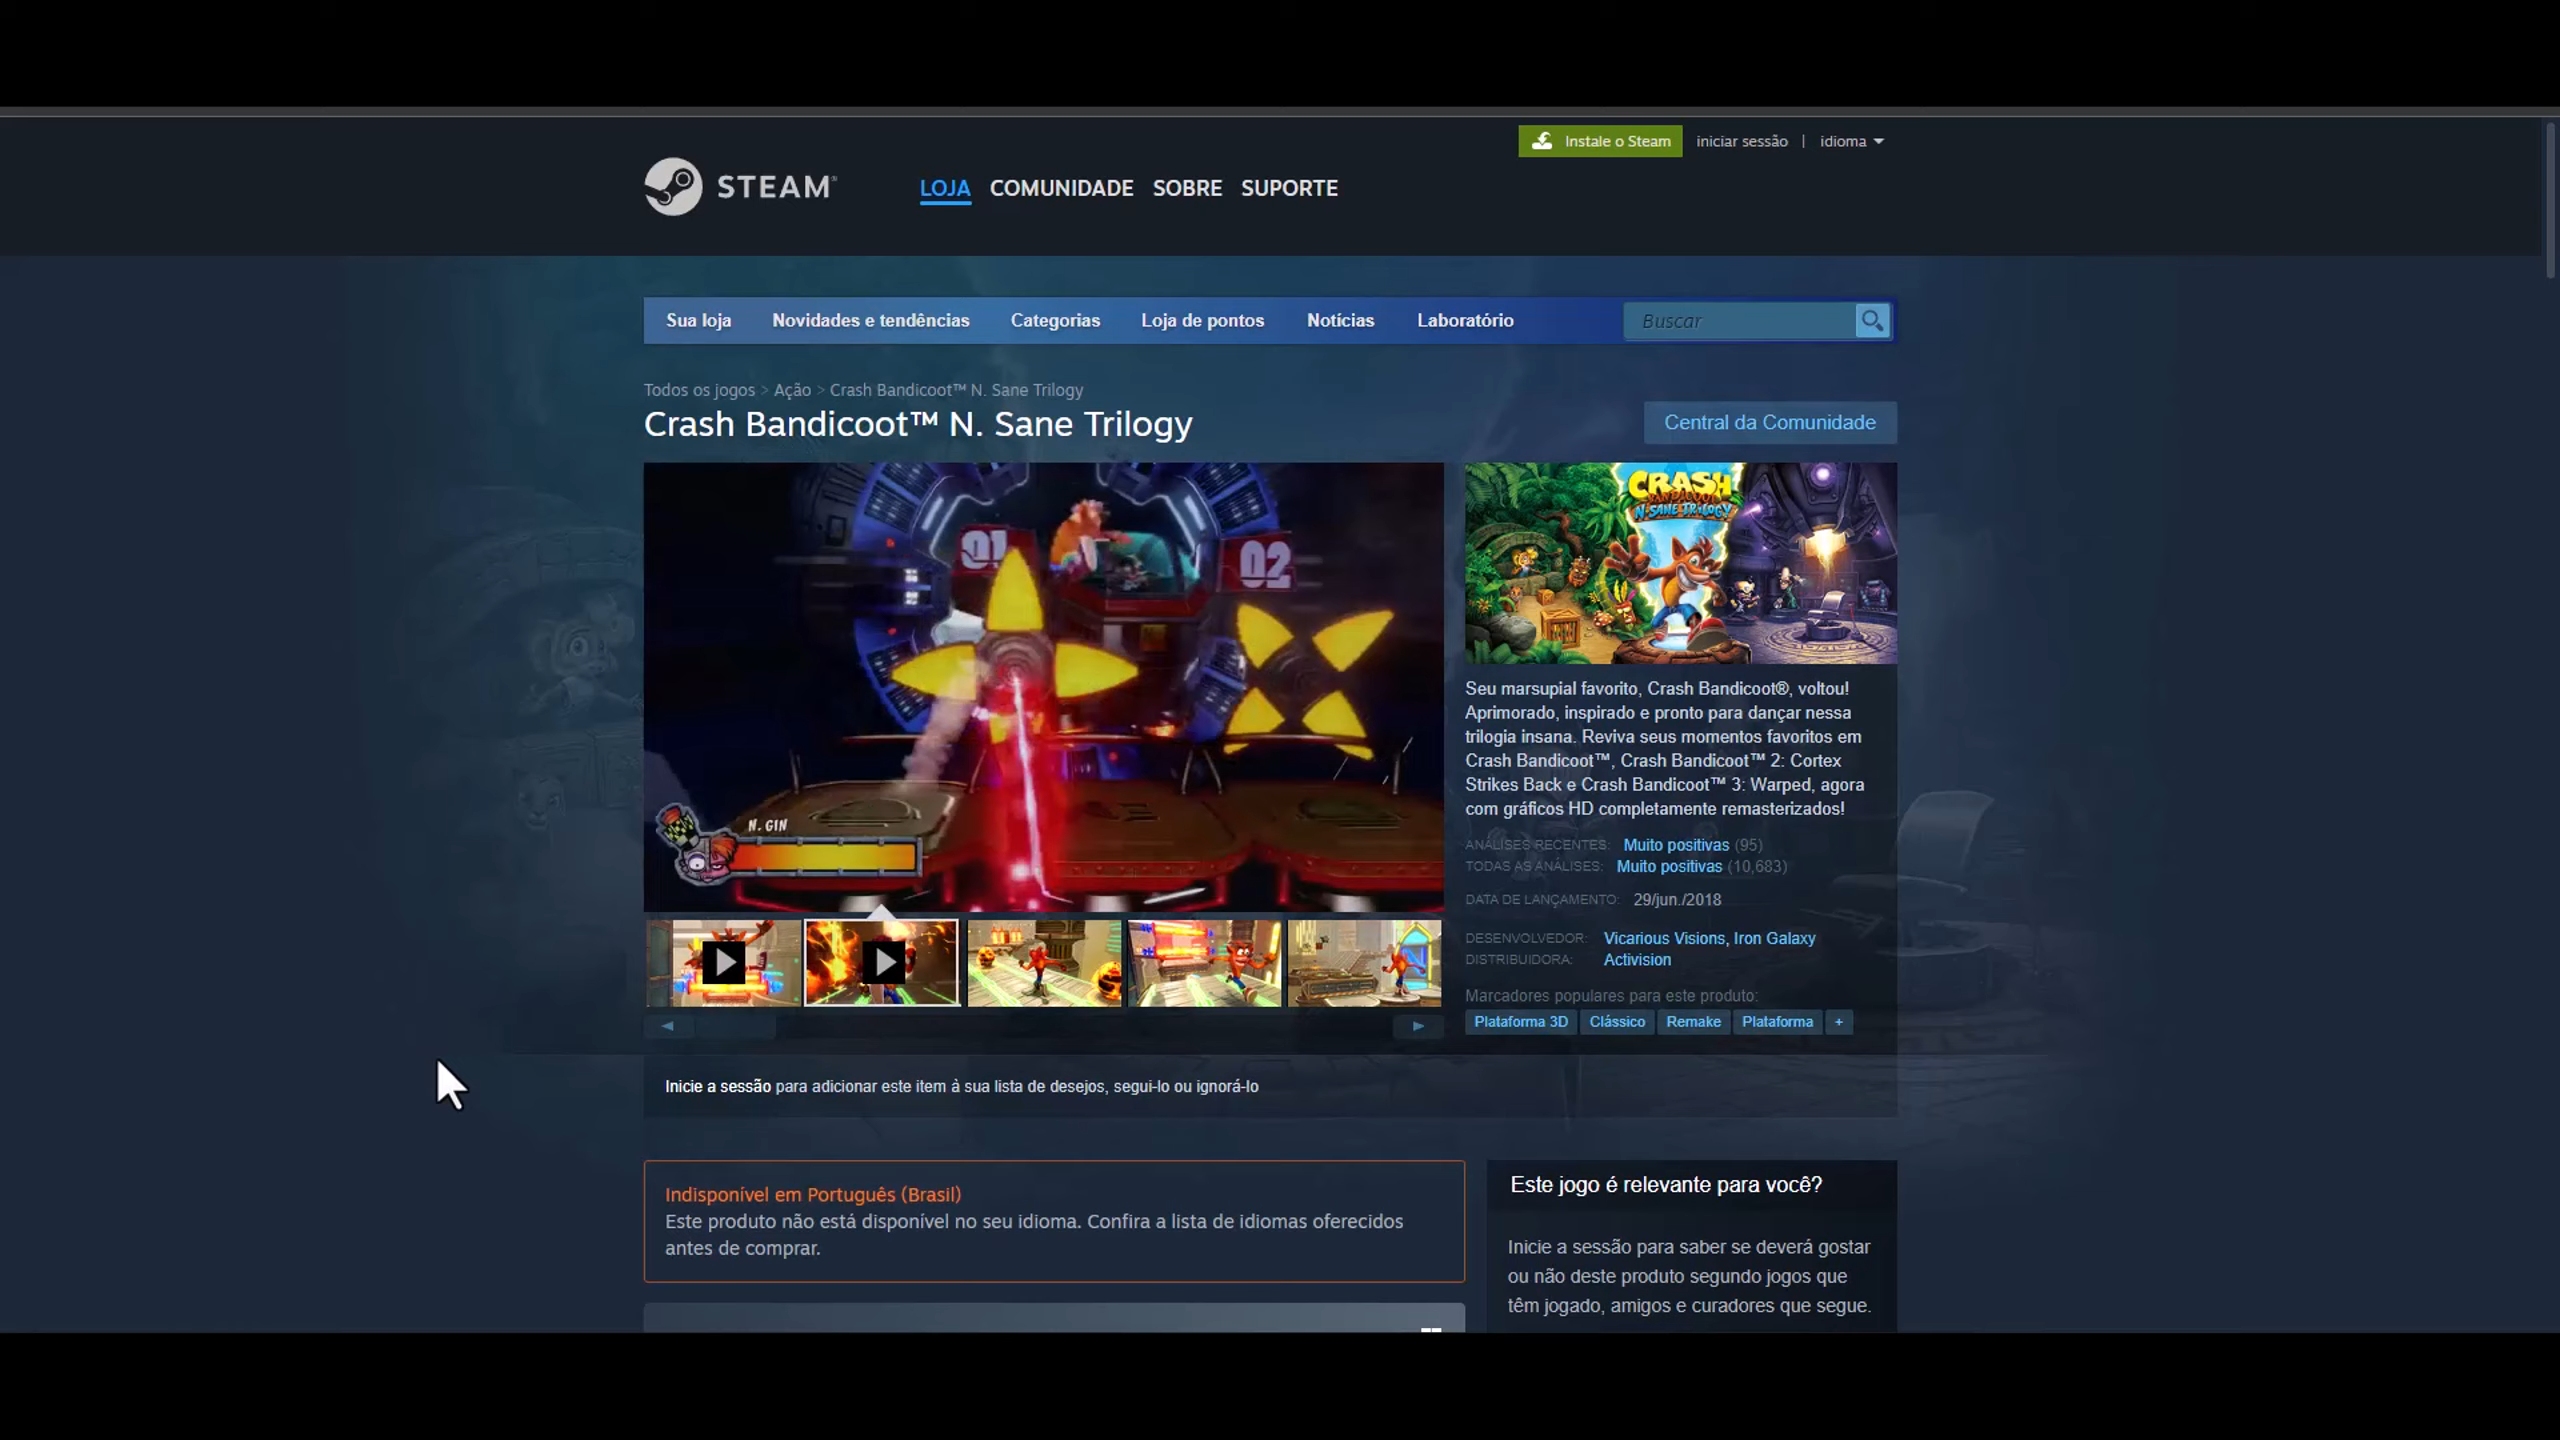 Instale o Steam
iniciar sessão | idioma
STEAM
LOJA COMUNIDADE SOBRE SUPORTE
Sua loja Novidades e tendências Categorias Loja de pontos Notícias Laboratório Buscar
Todos os jogos > Ação > Crash Bandicoot™ N. Sane Trilogy
Crash Bandicoot™ N. Sane Trilogy
Central da Comunidade
01
02
N. GIN
CRASH
BANDICOOT
N. SANE TRILOGY
Seu marsupial favorito, Crash Bandicoot®, voltou!
Aprimorado, inspirado e pronto para dançar nessa
trilogia insana. Reviva seus momentos favoritos em
Crash Bandicoot™, Crash Bandicoot™ 2: Cortex
Strikes Back e Crash Bandicoot™ 3: Warped, agora
com gráficos HD completamente remasterizados!
ANÁLISES RECENTES: Muito positivas (95)
TODAS AS ANÁLISES: Muito positivas (10,683)
DATA DE LANÇAMENTO: 29/jun./2018
DESENVOLVEDOR: Vicarious Visions, Iron Galaxy
DISTRIBUIDORA: Activision
Marcadores populares para este produto:
Plataforma 3D Clássico Remake Plataforma +
Inicie a sessão para adicionar este item à sua lista de desejos, segui-lo ou ignorá-lo
Indisponível em Português (Brasil)
Este produto não está disponível no seu idioma. Confira a lista de idiomas oferecidos
antes de comprar.
Este jogo é relevante para você?
Inicie a sessão para saber se deverá gostar
ou não deste produto segundo jogos que
têm jogado, amigos e curadores que segue.